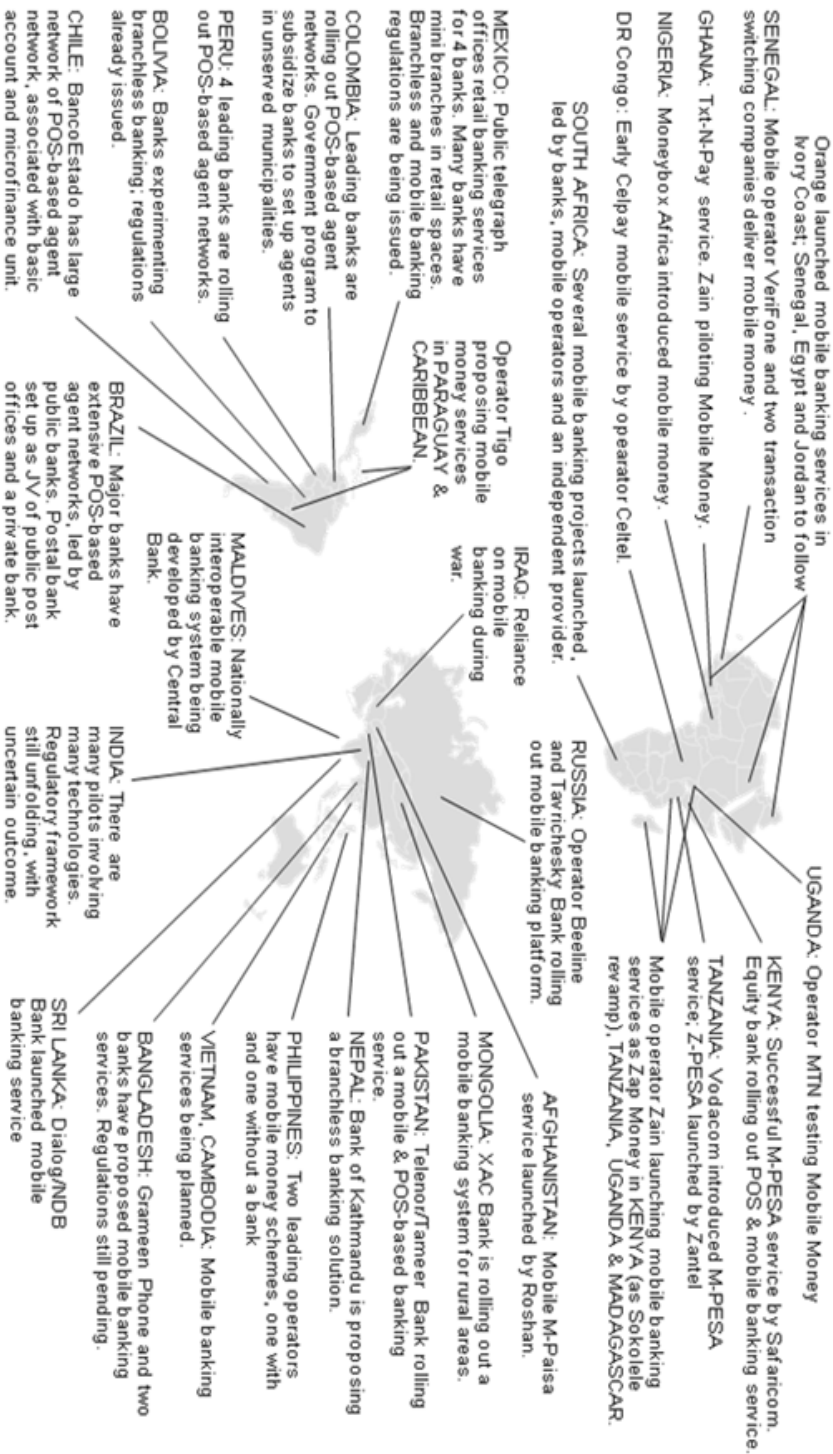 Orange launched mobile banking services in
Ivory Coast; Senegal, Egypt and Jordan to follow
SENEGAL: Mobile operator VeriFone and two transaction
switching companies deliver mobile money .
GHANA: Txt-N-Pay service. Zain piloting Mobile Money.
NIGERIA: Moneybox Africa introduced mobile money.
DR Congo: Early Celpay mobile service by opearator Celtel.
SOUTH AFRICA: Several mobile banking projects launched,
led by banks, mobile operators and an independent provider.
UGANDA: Operator MTN testing Mobile Money
KENYA: Successful M-PESA service by Safaricom.
Equity bank rolling out POS & mobile banking service.
TANZANIA: Vodacom introduced M-PESA
service; Z-PESA launched by Zantel
Mobile operator Zain launching mobile banking
services as Zap Money in KENYA (as Sokolele
revamp), TANZANIA, UGANDA & MADAGASCAR.
MEXICO: Public telegraph
offices retail banking services
for 4 banks. Many banks have
mini branches in retail spaces.
Branchless and mobile banking
regulations are being issued.
COLOMBIA: Leading banks are
rolling out POS-based agent
networks. Government program to
subsidize banks to set up agents
in unserved municipalities.
PERU: 4 leading banks are rolling
out POS-based agent networks.
BOLIVIA: Banks experimenting
branchless banking; regulations
already issued.
CHILE: BancoEstado has large
network of POS-based agent
network, associated with basic
account and microfinance unit.
Operator Tigo
proposing mobile
money services
in PARAGUAY &
CARIBBEAN.
BRAZIL: Major banks have
extensive POS-based
agent networks, led by
public banks. Postal bank
set up as JV of public post
offices and a private bank.
IRAQ: Reliance
on mobile
banking during
war.
MALDIVES: Nationally
interoperable mobile
banking system being
developed by Central
Bank.
INDIA: There are
many pilots involving
many technologies.
Regulatory framework
still unfolding, with
uncertain outcome.
RUSSIA: Operator Beeline
and Tavrichesky Bank rolling
out mobile banking platform.
AFGHANISTAN: Mobile M-Paisa
service launched by Roshan.
MONGOLIA: XAC Bank is rolling out a
mobile banking system for rural areas.
PAKISTAN: Telenor/Tameer Bank rolling
out a mobile & POS-based banking
service.
NEPAL: Bank of Kathmandu is proposing
a branchless banking solution.
PHILIPPINES: Two leading operators
have mobile money schemes, one with
and one without a bank
VIETNAM, CAMBODIA: Mobile banking
services being planned.
BANGLADESH: Grameen Phone and two
banks have proposed mobile banking
services. Regulations still pending.
SRI LANKA: Dialog/NDB
Bank launched mobile
banking service